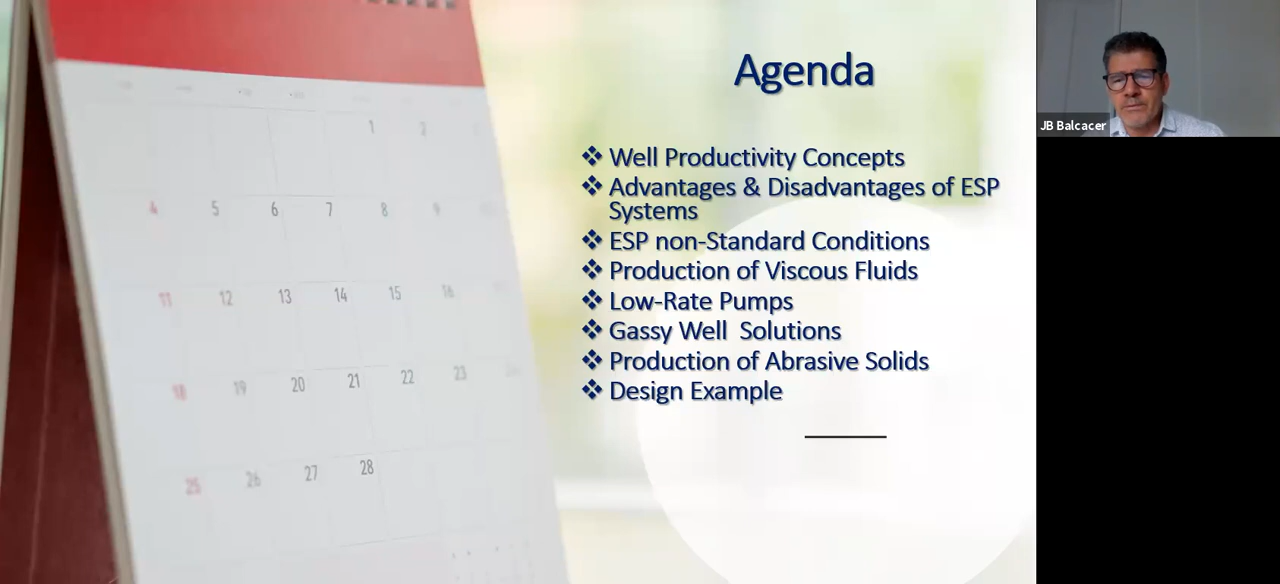 Agenda
❖ Well Productivity Concepts
❖ Advantages & Disadvantages of ESP
Systems
❖ ESP non-Standard Conditions
❖ Production of Viscous Fluids
❖ Low-Rate Pumps
❖ Gassy Well  Solutions
❖ Production of Abrasive Solids
❖ Design Example
JB Balcacer
1 2
4 5 6 7 8 9
11 12 13 14 15 16
18 19 20 21 22 23
25 26 27 28